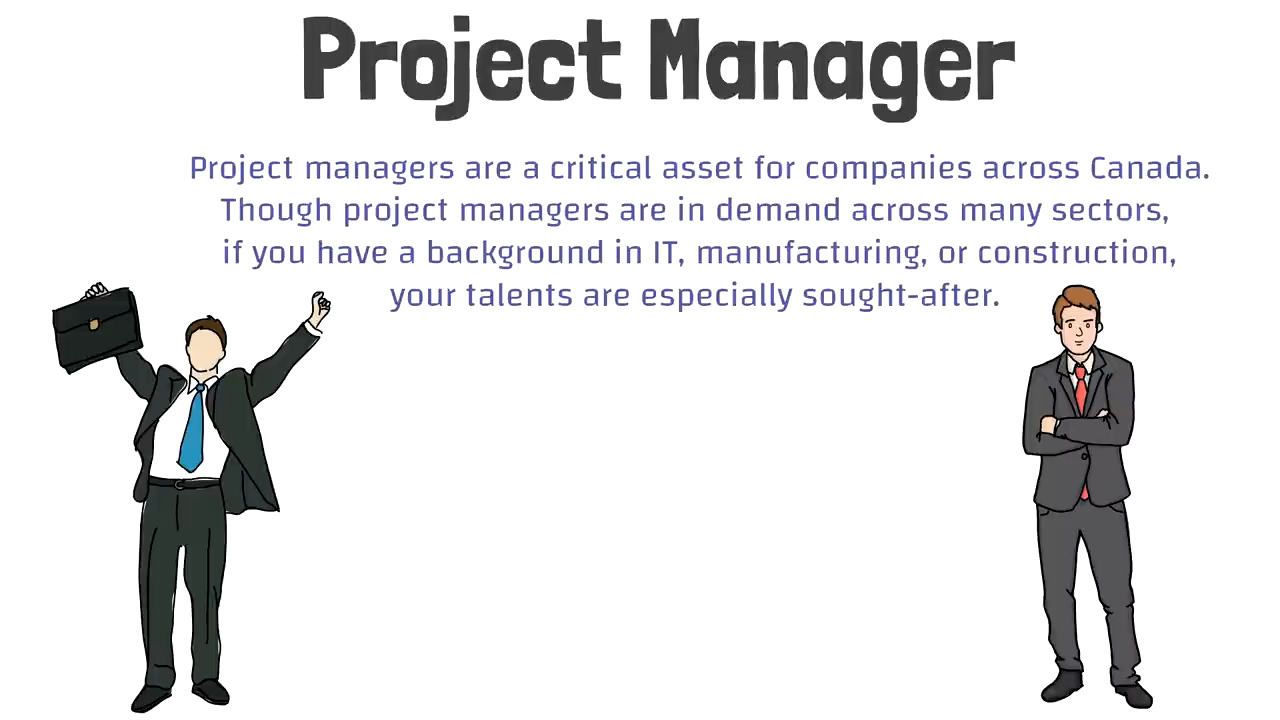 Project Manager
Project managers are a critical asset for companies across Canada.
Though project managers are in demand across many sectors,
if you have a background in IT, manufacturing, or construction,
your talents are especially sought-after.